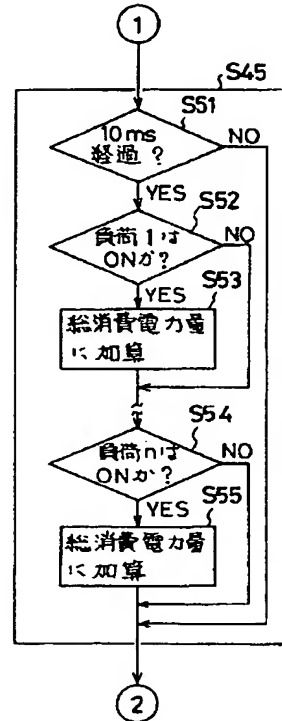 1
S45
S51
10ms
経過?
NO
YES
S52
負荷1は
ONか?
NO
YES
S53
総消費電力量
に加算
S54
負荷nは
ONか?
NO
YES
S55
総消費電力量
に加算
2